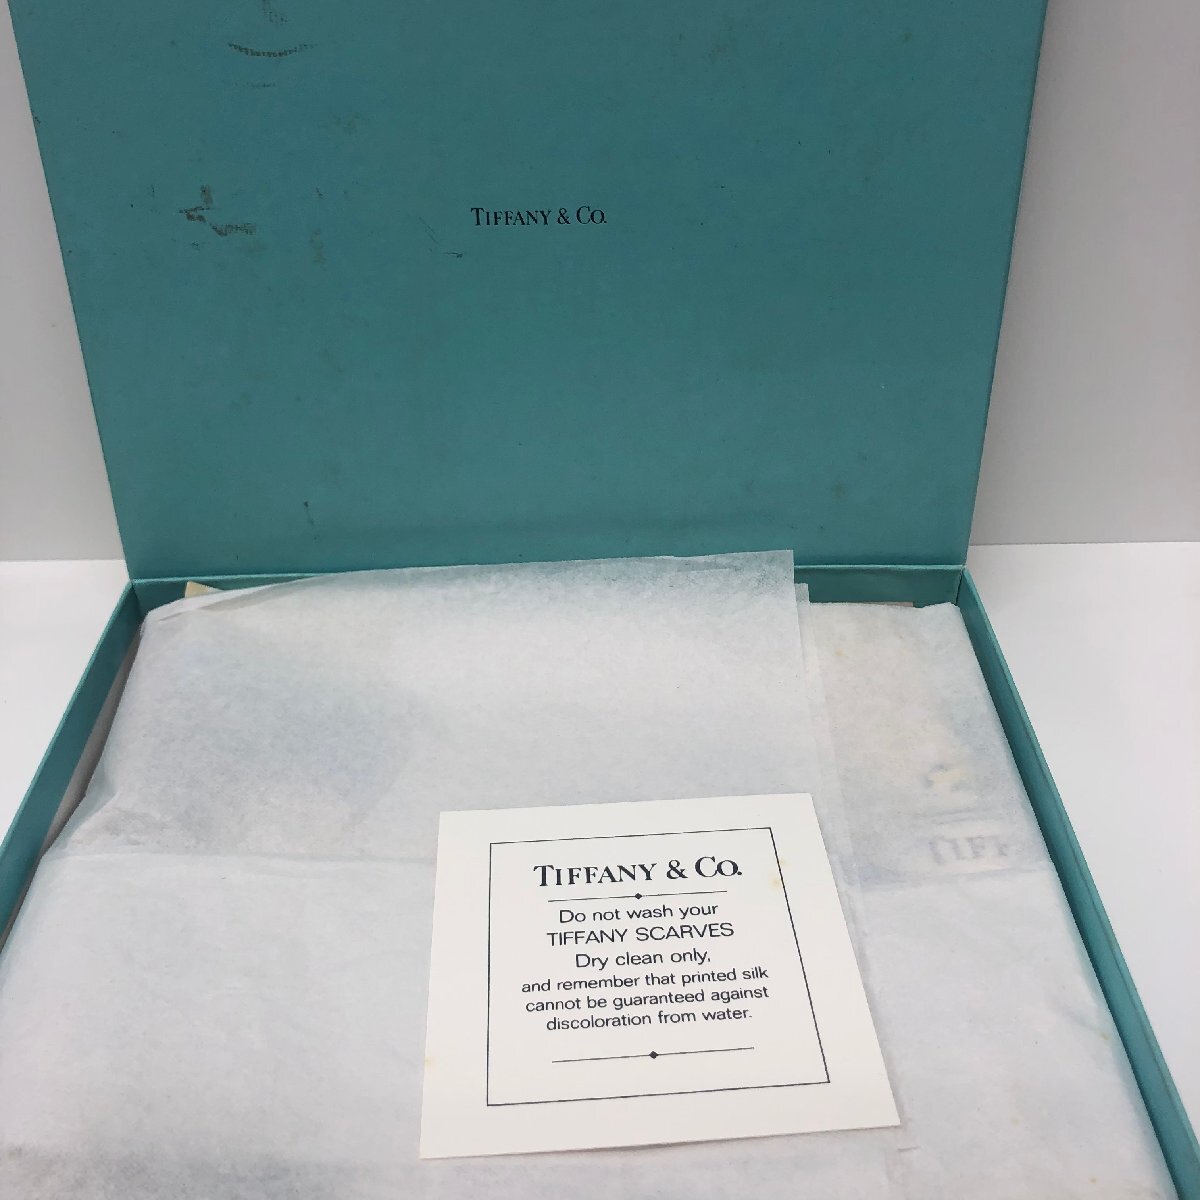 TIFFANY & CO.
TIFFANY & CO.
Do not wash your
TIFFANY SCARVES
Dry clean only,
and remember that printed silk
cannot be guaranteed against
discoloration from water.